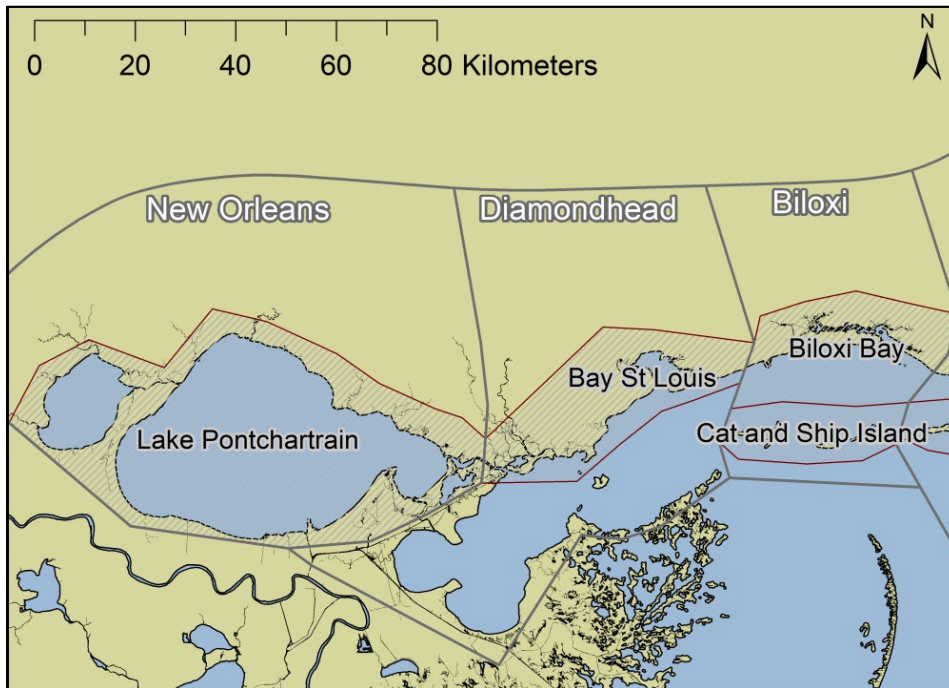 N
0 20 40 60 80 Kilometers
New Orleans Diamondhead Biloxi
Biloxi Bay
Bay St Louis
Lake Pontchartrain
Cat and Ship Island